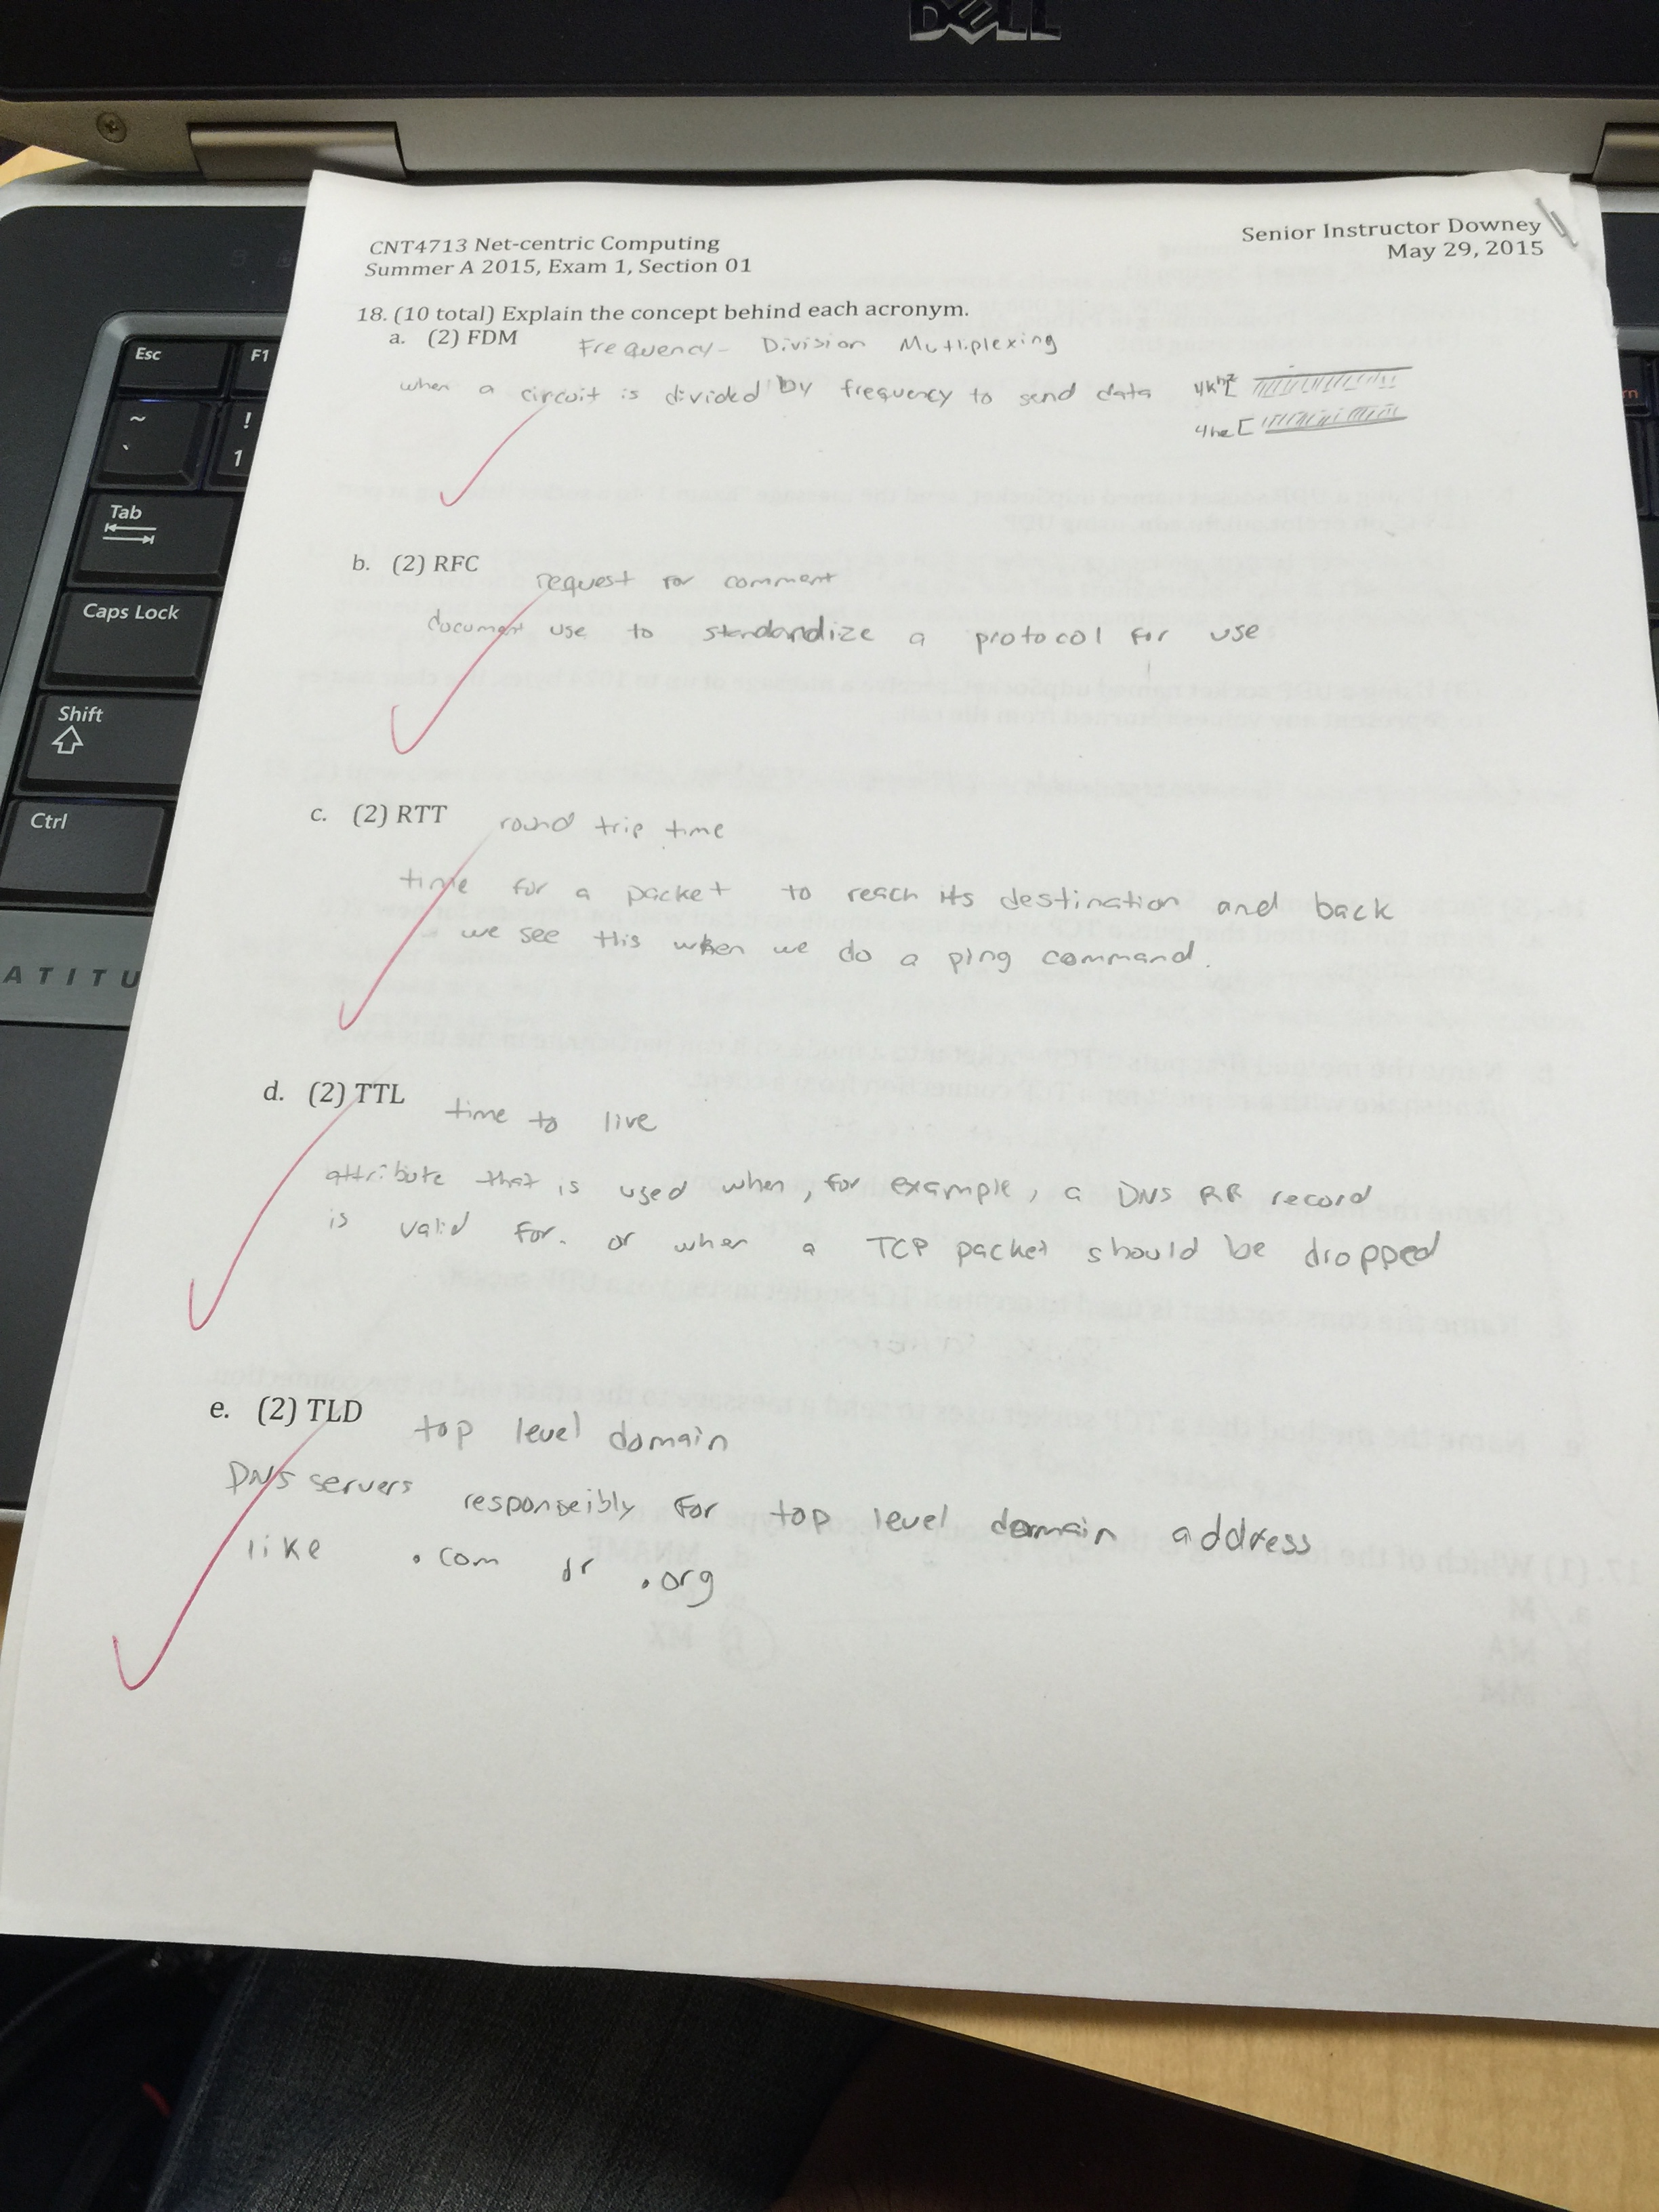 DELL
CNT4713 Net-centric Computing
Senior Instructor Downey
Summer A 2015, Exam 1, Section 01
May 29, 2015
18. (10 total) Explain the concept behind each acronym.
a. (2) FDM Frequency- Division Mutliplexing
when a circuit is divided by frequency to send data 4khz
b. (2) RFC request for comment
document use to standardize a protocol for use
c. (2) RTT round trip time
time for a packet to reach its destination and back
we see this when we do a ping command.
d. (2) TTL time to live
attribute that is used when, for example, a DNS RR record
is valid for. or when a TCP packet should be dropped
e. (2) TLD top level domain
DNS servers responseibly for top level domain address
like .com or .org
Esc F1
~ !
` 1
Tab
Caps Lock
Shift
Ctrl
ATITU